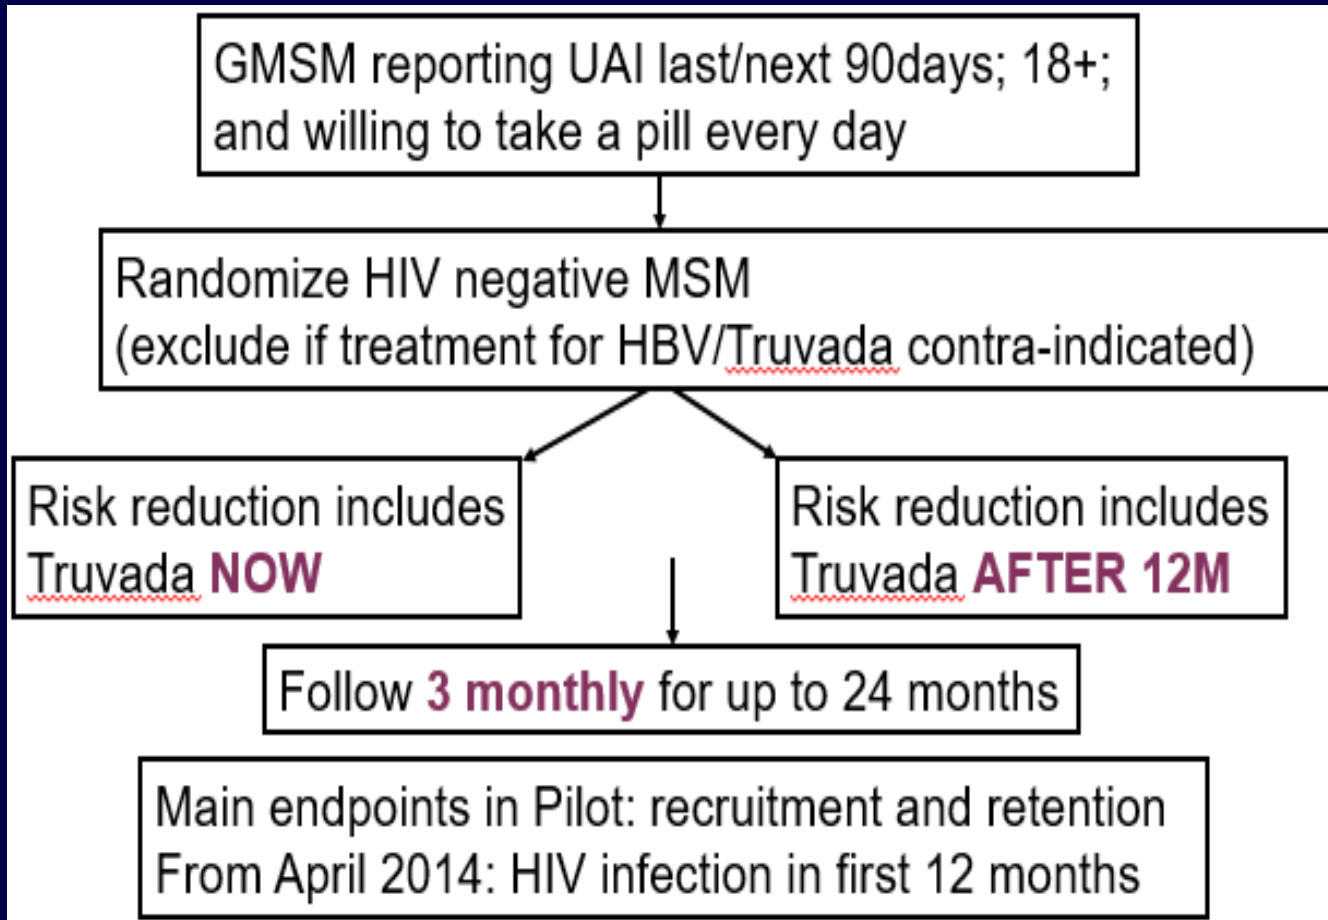 GMSM reporting UAI last/next 90days; 18+;
and willing to take a pill every day
Randomize HIV negative MSM
(exclude if treatment for HBV/Truvada contra-indicated)
Risk reduction includes
Truvada NOW
Risk reduction includes
Truvada AFTER 12M
Follow 3 monthly for up to 24 months
Main endpoints in Pilot: recruitment and retention
From April 2014: HIV infection in first 12 months